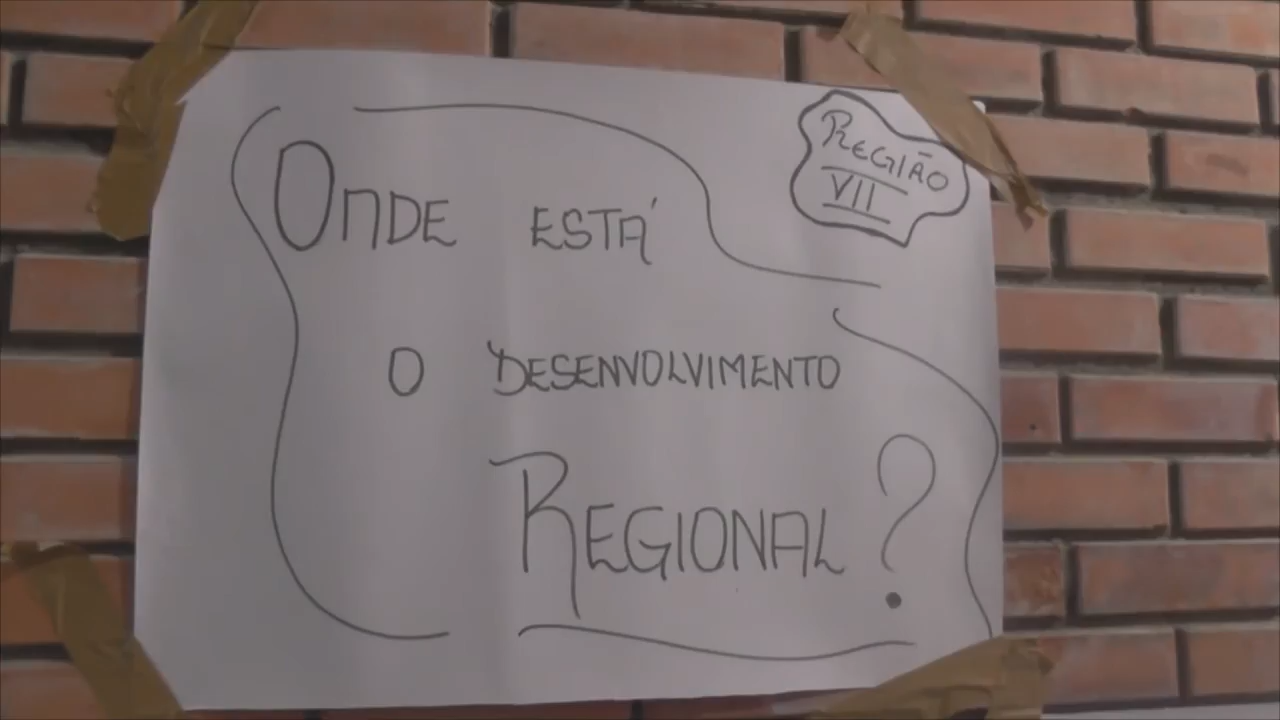 REGIÃO
VII
ONDE ESTÁ
O DESENVOLVIMENTO
REGIONAL?